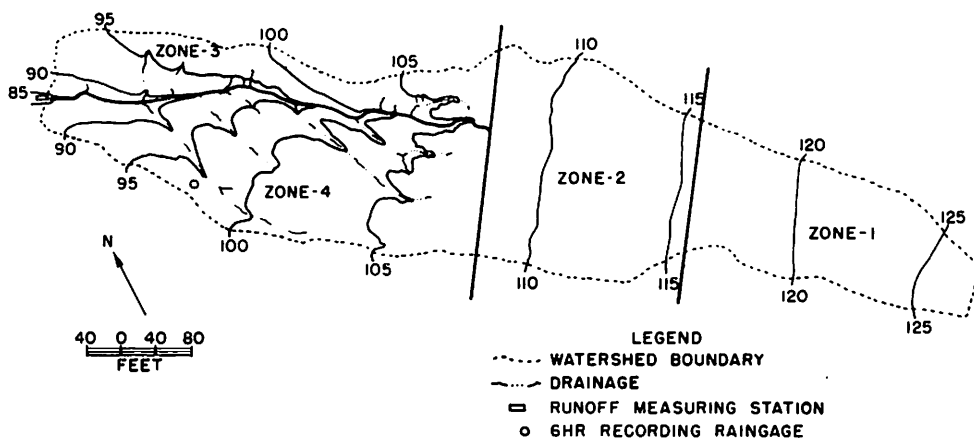 95
ZONE-3
100
105
110
90
85
115
120
90
95
ZONE-4
ZONE-2
ZONE-1
125
100
105
110
115
120
125
N
40 0 40 80
FEET
LEGEND
WATERSHED BOUNDARY
DRAINAGE
RUNOFF MEASURING STATION
6HR RECORDING RAINGAGE